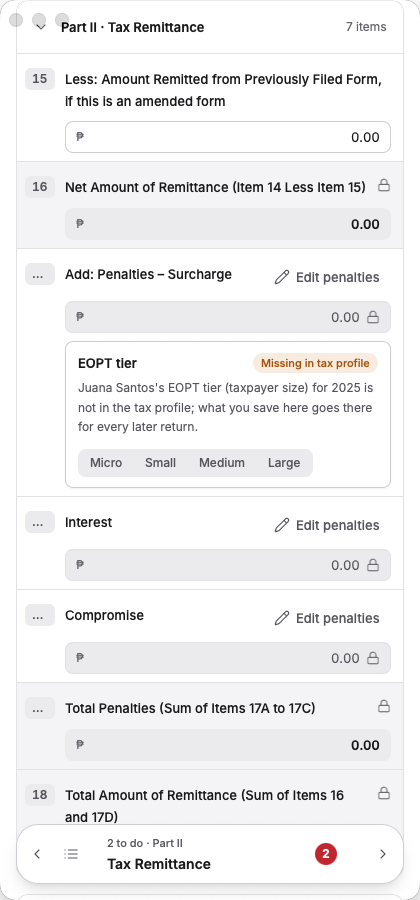 Part II · Tax Remittance
7 items
15
Less: Amount Remitted from Previously Filed Form,
if this is an amended form
₱
0.00
16
Net Amount of Remittance (Item 14 Less Item 15)
₱
0.00
...
Add: Penalties – Surcharge
Edit penalties
₱
0.00
EOPT tier
Missing in tax profile
Juana Santos's EOPT tier (taxpayer size) for 2025 is
not in the tax profile; what you save here goes there
for every later return.
Micro
Small
Medium
Large
...
Interest
Edit penalties
₱
0.00
...
Compromise
Edit penalties
₱
0.00
...
Total Penalties (Sum of Items 17A to 17C)
₱
0.00
18
Total Amount of Remittance (Sum of Items 16
and 17D)
2 to do · Part II
Tax Remittance
2